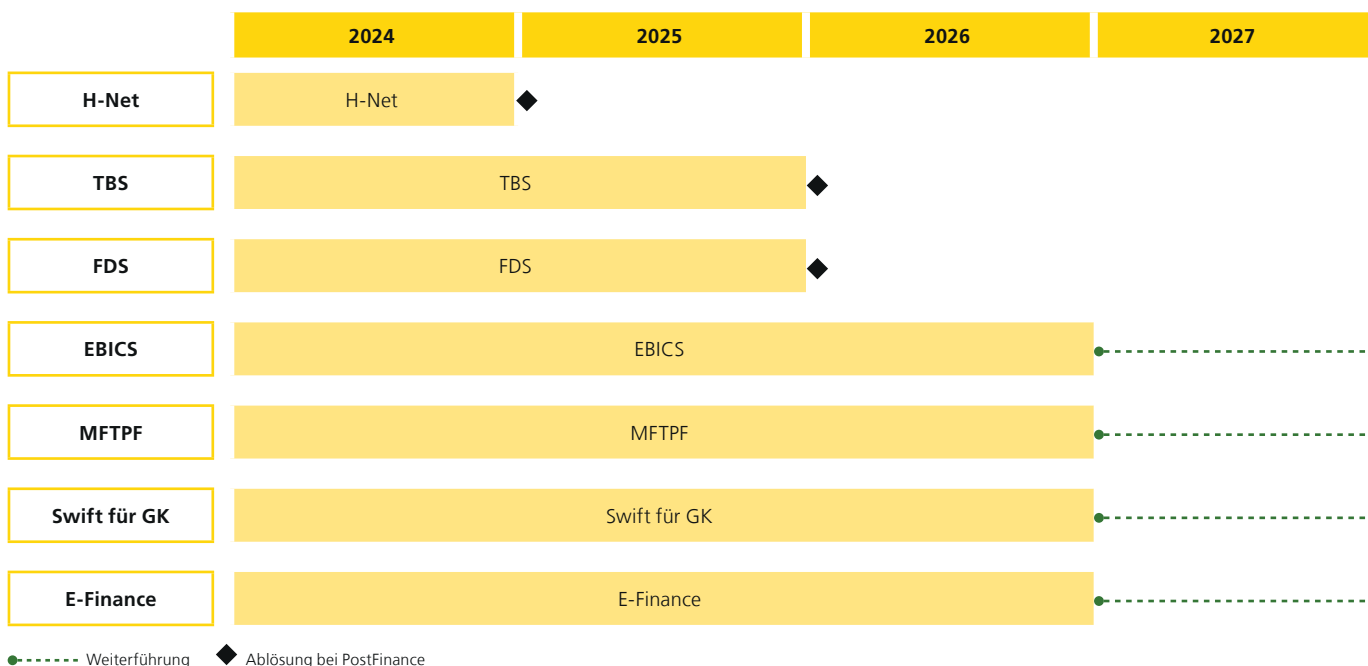 2024 2025 2026 2027
H-Net H-Net
TBS TBS
FDS FDS
EBICS EBICS
MFTPF MFTPF
Swift für GK Swift für GK
E-Finance E-Finance
Weiterführung Ablösung bei PostFinance